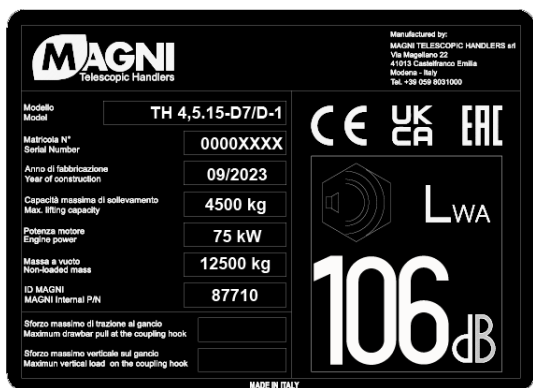 MAGNI
Telescopic Handlers
Manufactured by:
MAGNI TELESCOPIC HANDLERS srl
Via Magellano 22
41013 Castelfranco Emilia
Modena - Italy
Tel. +39 059 8031000
Modello
Model
TH 4,5.15-D7/D-1
Matricola N°
Serial Number
0000XXXX
Anno di fabbricazione
Year of construction
09/2023
Capacità massima di sollevamento
Max. lifting capacity
4500 kg
Potenza motore
Engine power
75 kW
Massa a vuoto
Non-loaded mass
12500 kg
ID MAGNI
MAGNI Internal P/N
87710
Sforzo massimo di trazione al gancio
Maximum drawbar pull at the coupling hook
Sforzo massimo verticale sul gancio
Maximun vertical load on the coupling hook
CE
UK
CA
EAC
LWA
106 dB
MADE IN ITALY